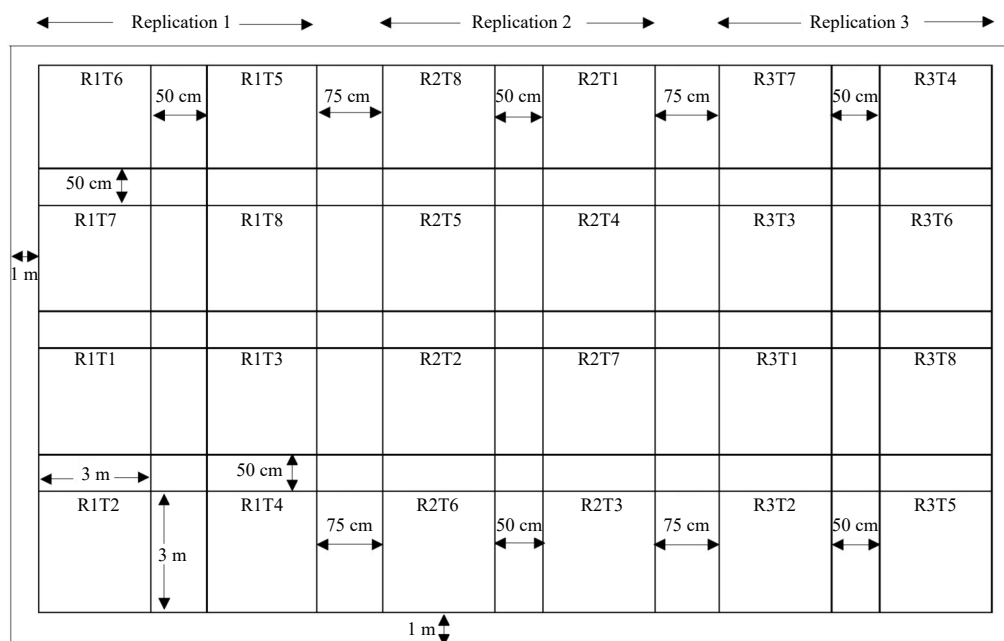 Replication 1 Replication 2 Replication 3
R1T6 R1T5 R2T8 R2T1 R3T7 R3T4
50 cm 75 cm 50 cm 75 cm 50 cm
50 cm
R1T7 R1T8 R2T5 R2T4 R3T3 R3T6
1 m
R1T1 R1T3 R2T2 R2T7 R3T1 R3T8
3 m 50 cm
R1T2 R1T4 R2T6 R2T3 R3T2 R3T5
75 cm 50 cm 75 cm 50 cm
3 m
1 m